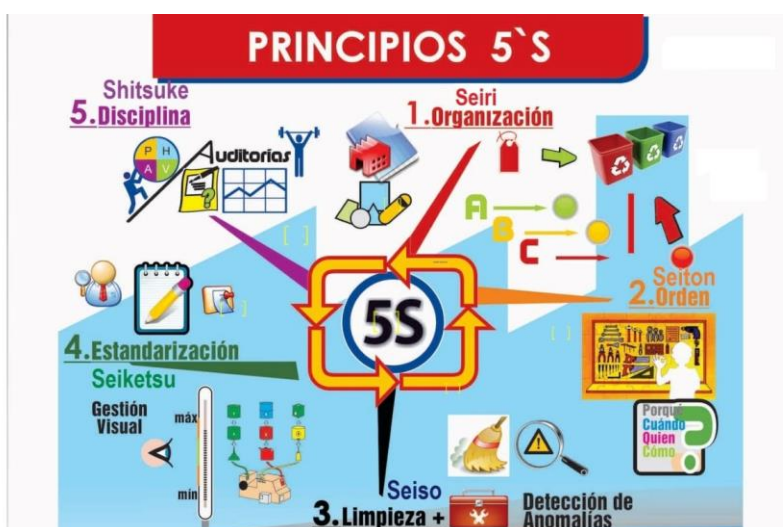 PRINCIPIOS 5`S
Shitsuke
5.Disciplina
P H
A V
Auditorías
?
Seiri
1.Organización
A
B
C
Seiton
2.Orden
5S
4.Estandarización
Seiketsu
Gestión
Visual
máx
min
Porqué
Cuándo
Quien
Cómo
?
Seiso
3.Limpieza +
Detección de
Anomalías